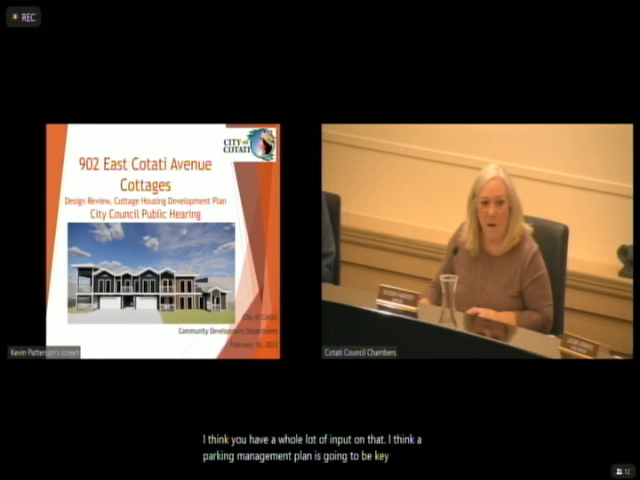 REC
CITY OF
COTATI
902 East Cotati Avenue
Cottages
Design Review, Cottage Housing Development Plan
City Council Public Hearing
City of Cotati
Community Development Department
February 14, 2023
Kevin Patterson's screen
Cotati Council Chambers
I think you have a whole lot of input on that. I think a
parking management plan is going to be key
12